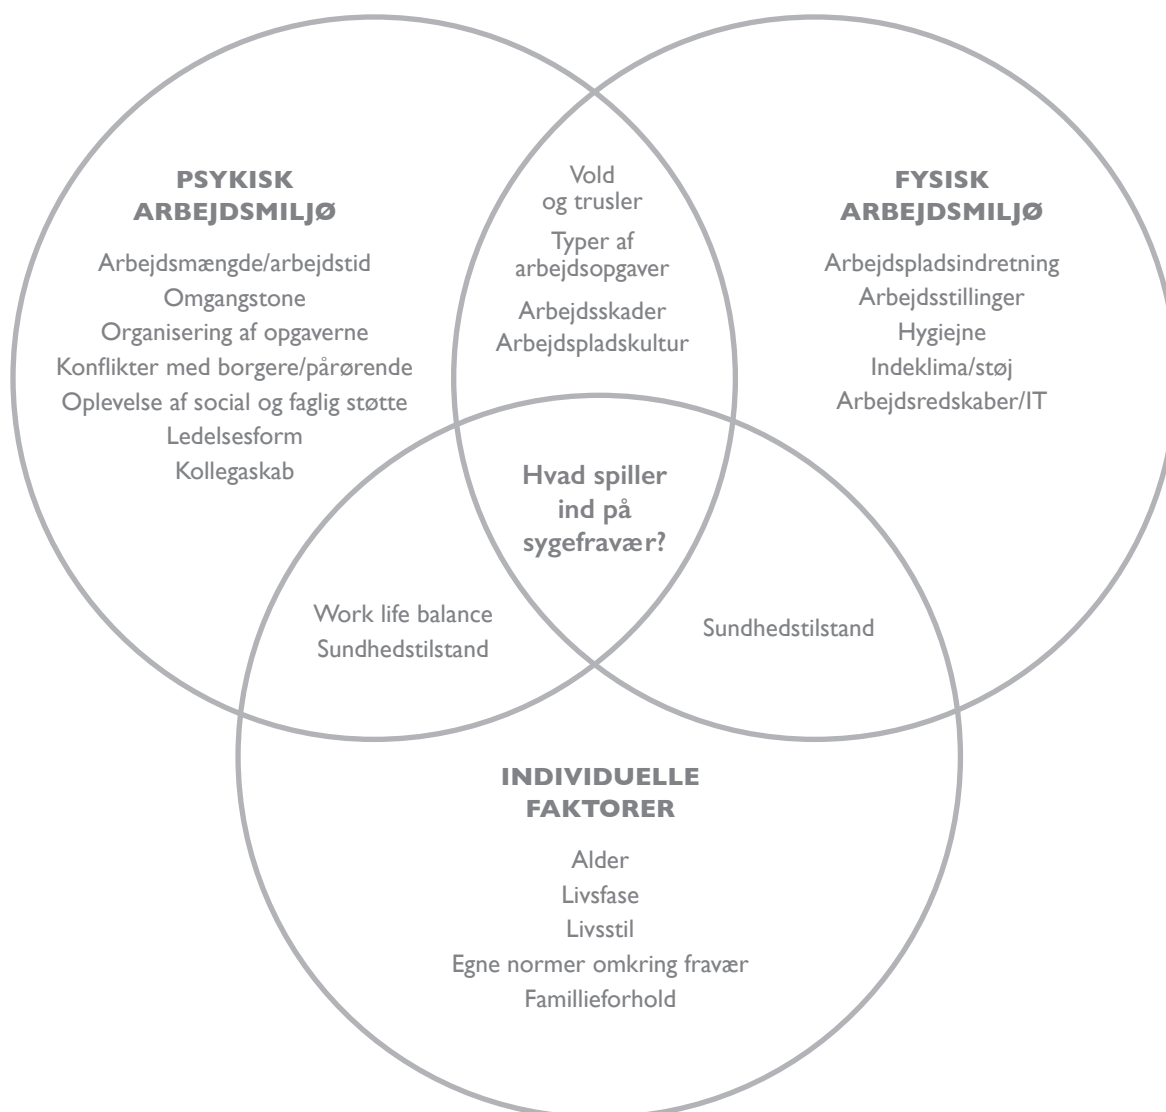 PSYKISK
ARBEJDSMILJØ
Arbejdsmængde/arbejdstid
Omgangstone
Organisering af opgaverne
Konflikter med borgere/pårørende
Oplevelse af social og faglig støtte
Ledelsesform
Kollegaskab
Vold
og trusler
Typer af
arbejdsopgaver
Arbejdsskader
Arbejdspladskultur
FYSISK
ARBEJDSMILJØ
Arbejdspladsindretning
Arbejdsstillinger
Hygiejne
Indeklima/støj
Arbejdsredskaber/IT
Hvad spiller
ind på
sygefravær?
Work life balance
Sundhedstilstand
Sundhedstilstand
INDIVIDUELLE
FAKTORER
Alder
Livsfase
Livsstil
Egne normer omkring fravær
Famillieforhold